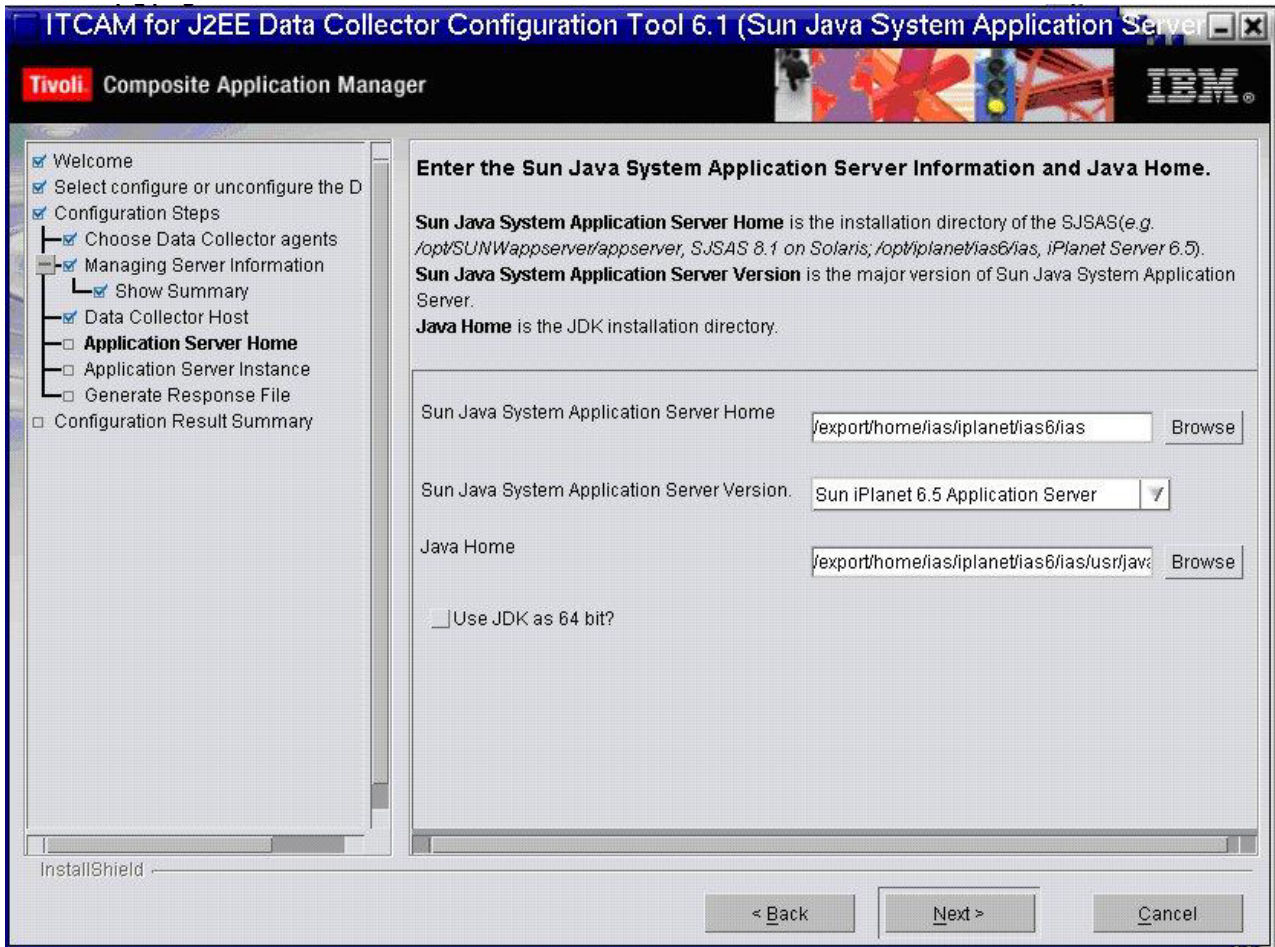 ITCAM for J2EE Data Collector Configuration Tool 6.1 (Sun Java System Application Server
Tivoli. Composite Application Manager
IBM®
Welcome
Select configure or unconfigure the D
Configuration Steps
Choose Data Collector agents
Managing Server Information
Show Summary
Data Collector Host
Application Server Home
Application Server Instance
Generate Response File
Configuration Result Summary
Enter the Sun Java System Application Server Information and Java Home.
Sun Java System Application Server Home is the installation directory of the SJSAS(e.g.
/opt/SUNWappserver/appserver, SJSAS 8.1 on Solaris; /opt/iplanet/ias6/ias, iPlanet Server 6.5).
Sun Java System Application Server Version is the major version of Sun Java System Application
Server.
Java Home is the JDK installation directory.
Sun Java System Application Server Home
/export/home/ias/iplanet/ias6/ias
Browse
Sun Java System Application Server Version.
Sun iPlanet 6.5 Application Server
Java Home
/export/home/ias/iplanet/ias6/ias/usr/java
Browse
Use JDK as 64 bit?
InstallShield
< Back
Next >
Cancel